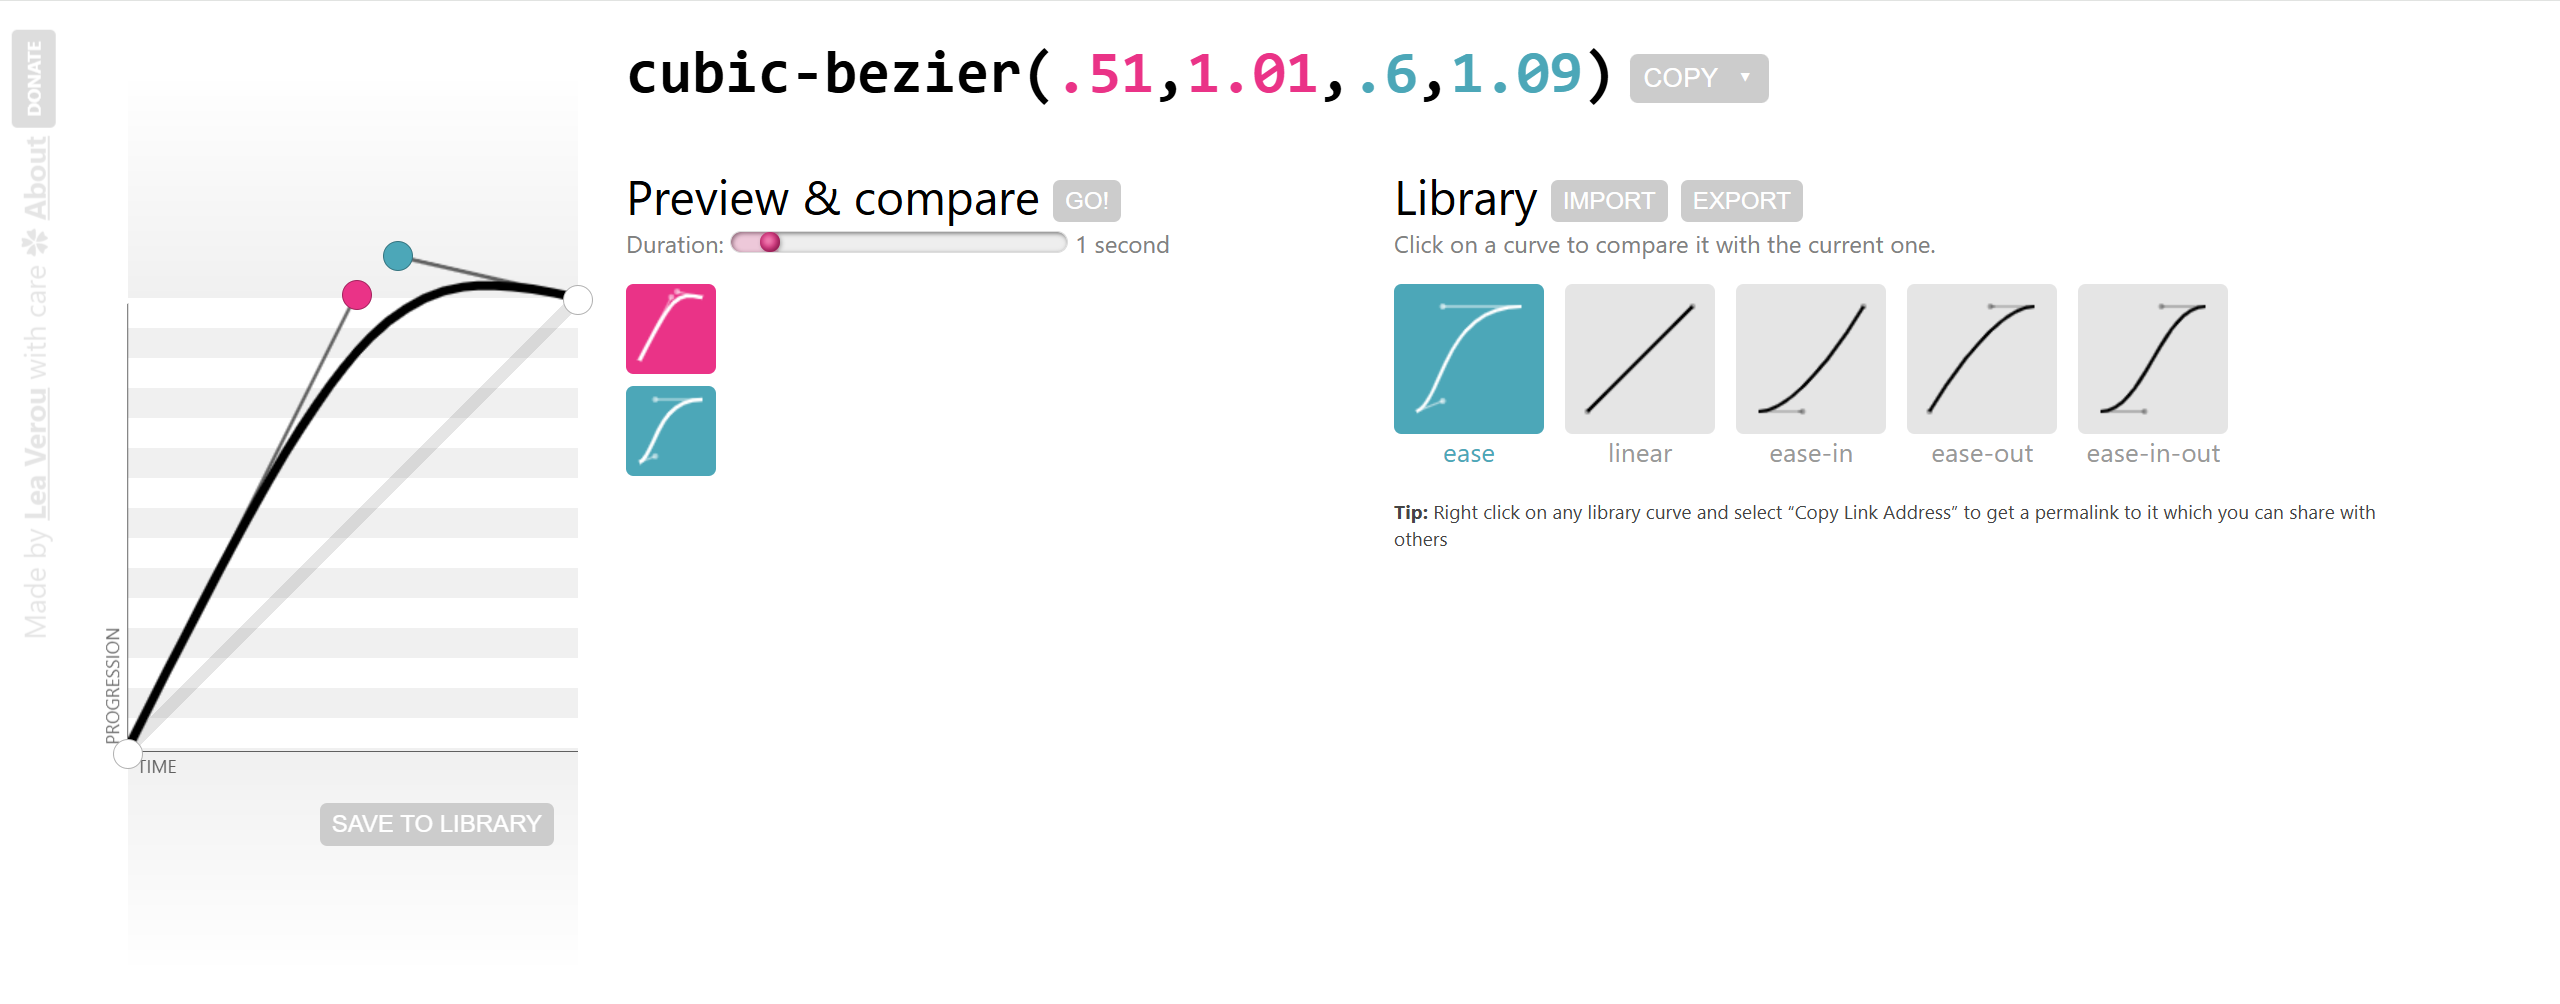 DONATE
Made by Lea Verou with care ✽ About
cubic-bezier(.51,1.01,.6,1.09)
COPY ▼
Preview & compare GO!
Duration: 1 second
Library IMPORT EXPORT
Click on a curve to compare it with the current one.
ease linear ease-in ease-out ease-in-out
Tip: Right click on any library curve and select “Copy Link Address” to get a permalink to it which you can share with
others
PROGRESSION
TIME
SAVE TO LIBRARY